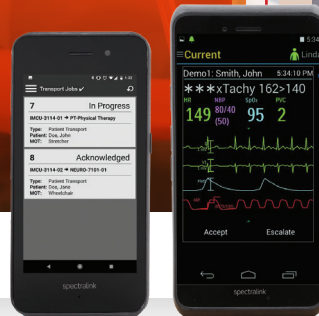 Transport Jobs
7 In Progress
IMCU-3114-01 → PT-Physical Therapy
Type: Patient Transport
Patient: Doe, John
MOT: Stretcher
8 Acknowledged
IMCU-3114-02 → NEURO-7101-01
Type: Patient Transport
Patient: Doe, Jane
MOT: Wheelchair
spectralink
5:34
Current Linda
Demo1: Smith, John 5:34:10 PM
***xTachy 162>140
HR NBP SpO₂ PVC
149 80/40 95 2
(50)
Accept Escalate
spectralink